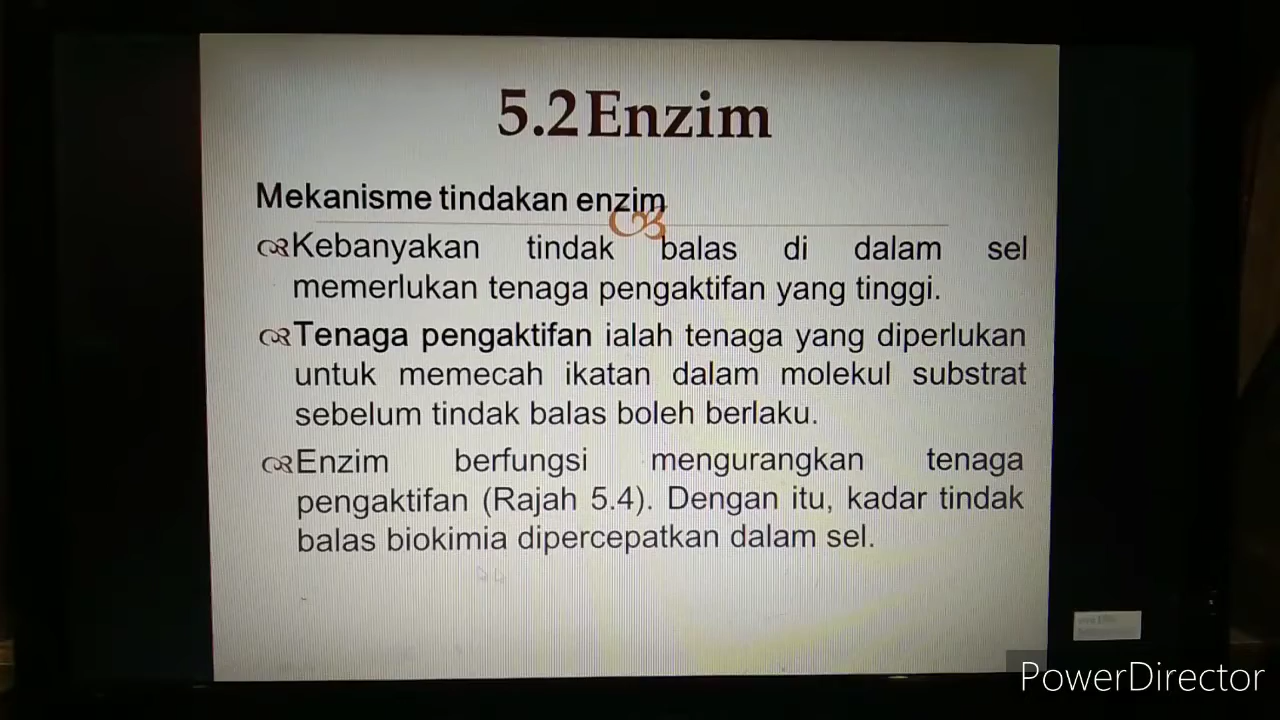 5.2 Enzim
Mekanisme tindakan enzim
Kebanyakan tindak balas di dalam sel
memerlukan tenaga pengaktifan yang tinggi.
Tenaga pengaktifan ialah tenaga yang diperlukan
untuk memecah ikatan dalam molekul substrat
sebelum tindak balas boleh berlaku.
Enzim berfungsi mengurangkan tenaga
pengaktifan (Rajah 5.4). Dengan itu, kadar tindak
balas biokimia dipercepatkan dalam sel.
PowerDirector